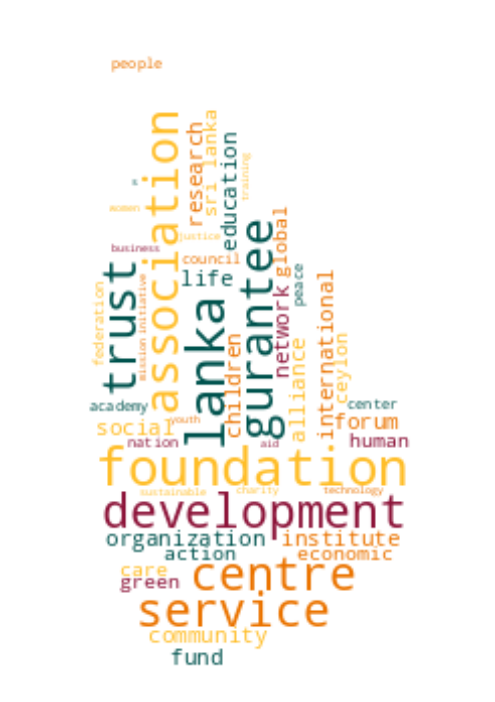 people
association
research
sri lanka
education
training
women
justice
business
council
global
gurantee
trust
life
peace
lanka
network
international
mission
initiative
federation
children
alliance
ceylon
academy
center
youth
social
forum
nation
aid
human
foundation
sustainable
charity
technology
development
organization
institute
action
economic
care
green
centre
service
community
fund